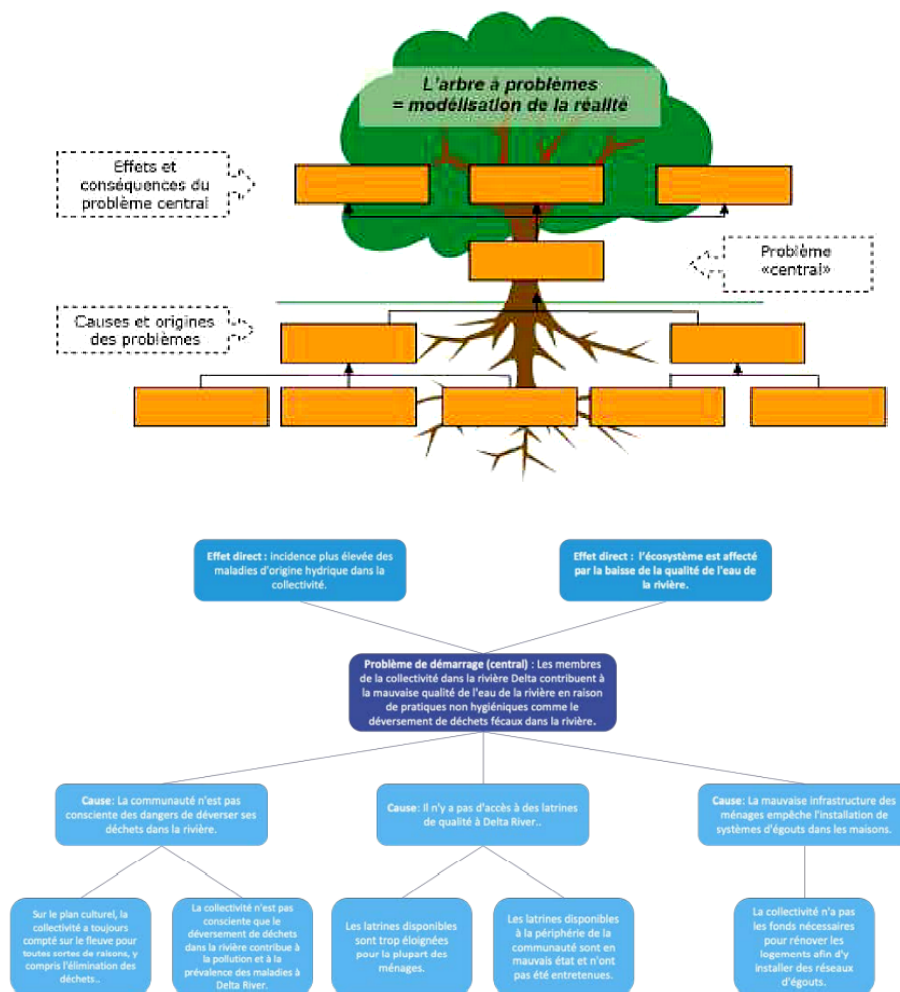 L'arbre à problèmes
= modélisation de la réalité
Effets et
conséquences du
problème central
Problème
«central»
Causes et origines
des problèmes
Effet direct : incidence plus élevée des
maladies d'origine hydrique dans la
collectivité.
Effet direct : l'écosystème est affecté
par la baisse de la qualité de l'eau de
la rivière.
Problème de démarrage (central) : Les membres
de la collectivité dans la rivière Delta contribuent à
la mauvaise qualité de l'eau de la rivière en raison
de pratiques non hygiéniques comme le
déversement de déchets fécaux dans la rivière.
Cause: La communauté n'est pas
consciente des dangers de déverser ses
déchets dans la rivière.
Cause: Il n'y a pas d'accès à des latrines
de qualité à Delta River..
Cause: La mauvaise infrastructure des
ménages empêche l'installation de
systèmes d'égouts dans les maisons.
Sur le plan culturel, la
collectivité a toujours
compté sur le fleuve pour
toutes sortes de raisons, y
compris l'élimination des
déchets..
La collectivité n'est pas
consciente que le
déversement de déchets
dans la rivière contribue à
la pollution et à la
prévalence des maladies à
Delta River.
Les latrines disponibles
sont trop éloignées
pour la plupart des
ménages.
Les latrines disponibles
à la périphérie de la
communauté sont en
mauvais état et n'ont
pas été entretenues.
La collectivité n'a pas
les fonds nécessaires
pour rénover les
logements afin d'y
installer des réseaux
d'égouts.